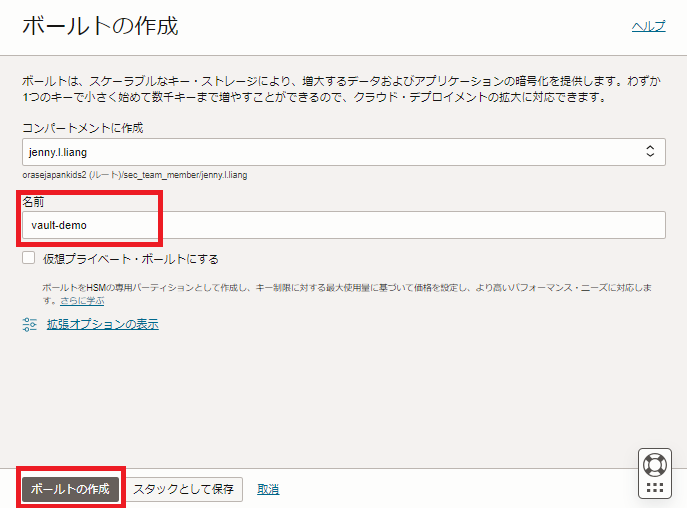 ボールトの作成
ヘルプ
ボールトは、スケーラブルなキー・ストレージにより、増大するデータおよびアプリケーションの暗号化を提供します。わずか
1つのキーで小さく始めて数千キーまで増やすことができるので、クラウド・デプロイメントの拡大に対応できます。
コンパートメントに作成
jenny.l.liang
orasejapankids2 (ルート)/sec_team_member/jenny.l.liang
名前
vault-demo
仮想プライベート・ボールトにする
ボールトをHSMの専用パーティションとして作成し、キー制限に対する最大使用量に基づいて価格を設定し、より高いパフォーマンス・ニーズに対応しま
す。さらに学ぶ
拡張オプションの表示
ボールトの作成
スタックとして保存
取消